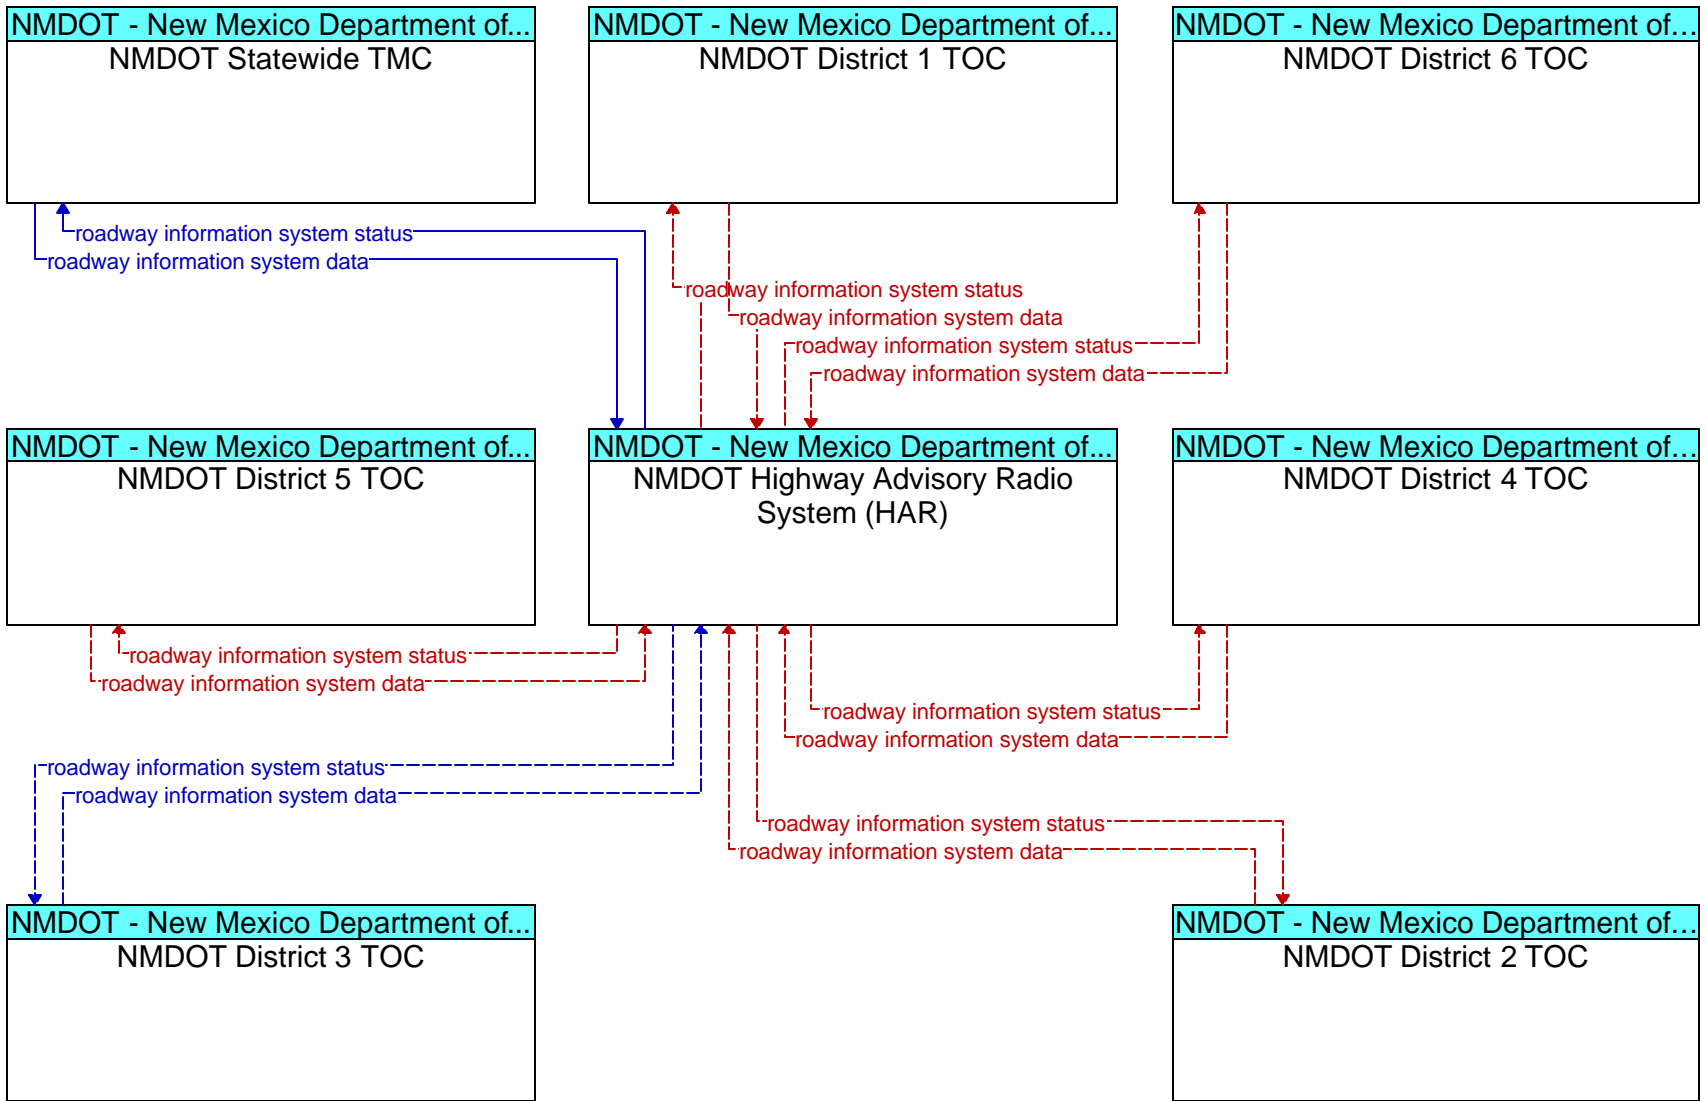 NMDOT - New Mexico Department of...
NMDOT Statewide TMC
NMDOT - New Mexico Department of...
NMDOT District 1 TOC
NMDOT - New Mexico Department of...
NMDOT District 6 TOC
roadway information system status
roadway information system data
roadway information system status
roadway information system data
roadway information system status
roadway information system data
NMDOT - New Mexico Department of...
NMDOT District 5 TOC
NMDOT - New Mexico Department of...
NMDOT Highway Advisory Radio
System (HAR)
NMDOT - New Mexico Department of...
NMDOT District 4 TOC
roadway information system status
roadway information system data
roadway information system status
roadway information system data
roadway information system status
roadway information system data
roadway information system status
roadway information system data
NMDOT - New Mexico Department of...
NMDOT District 3 TOC
NMDOT - New Mexico Department of...
NMDOT District 2 TOC